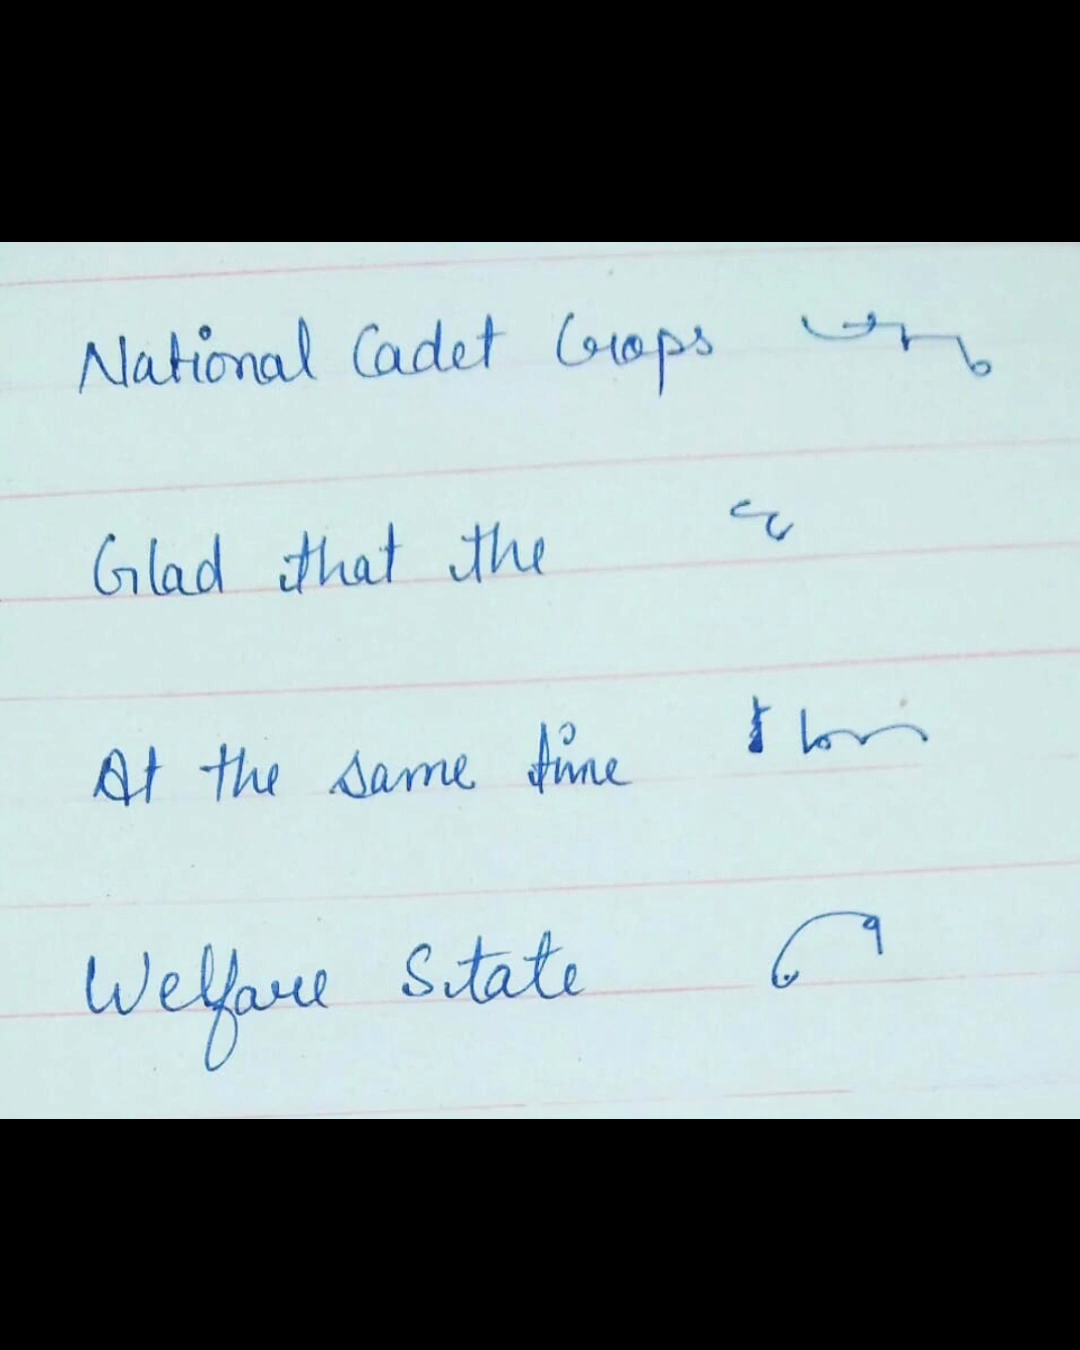 National Cadet Crops
Glad that the
At the same time
Welfare State